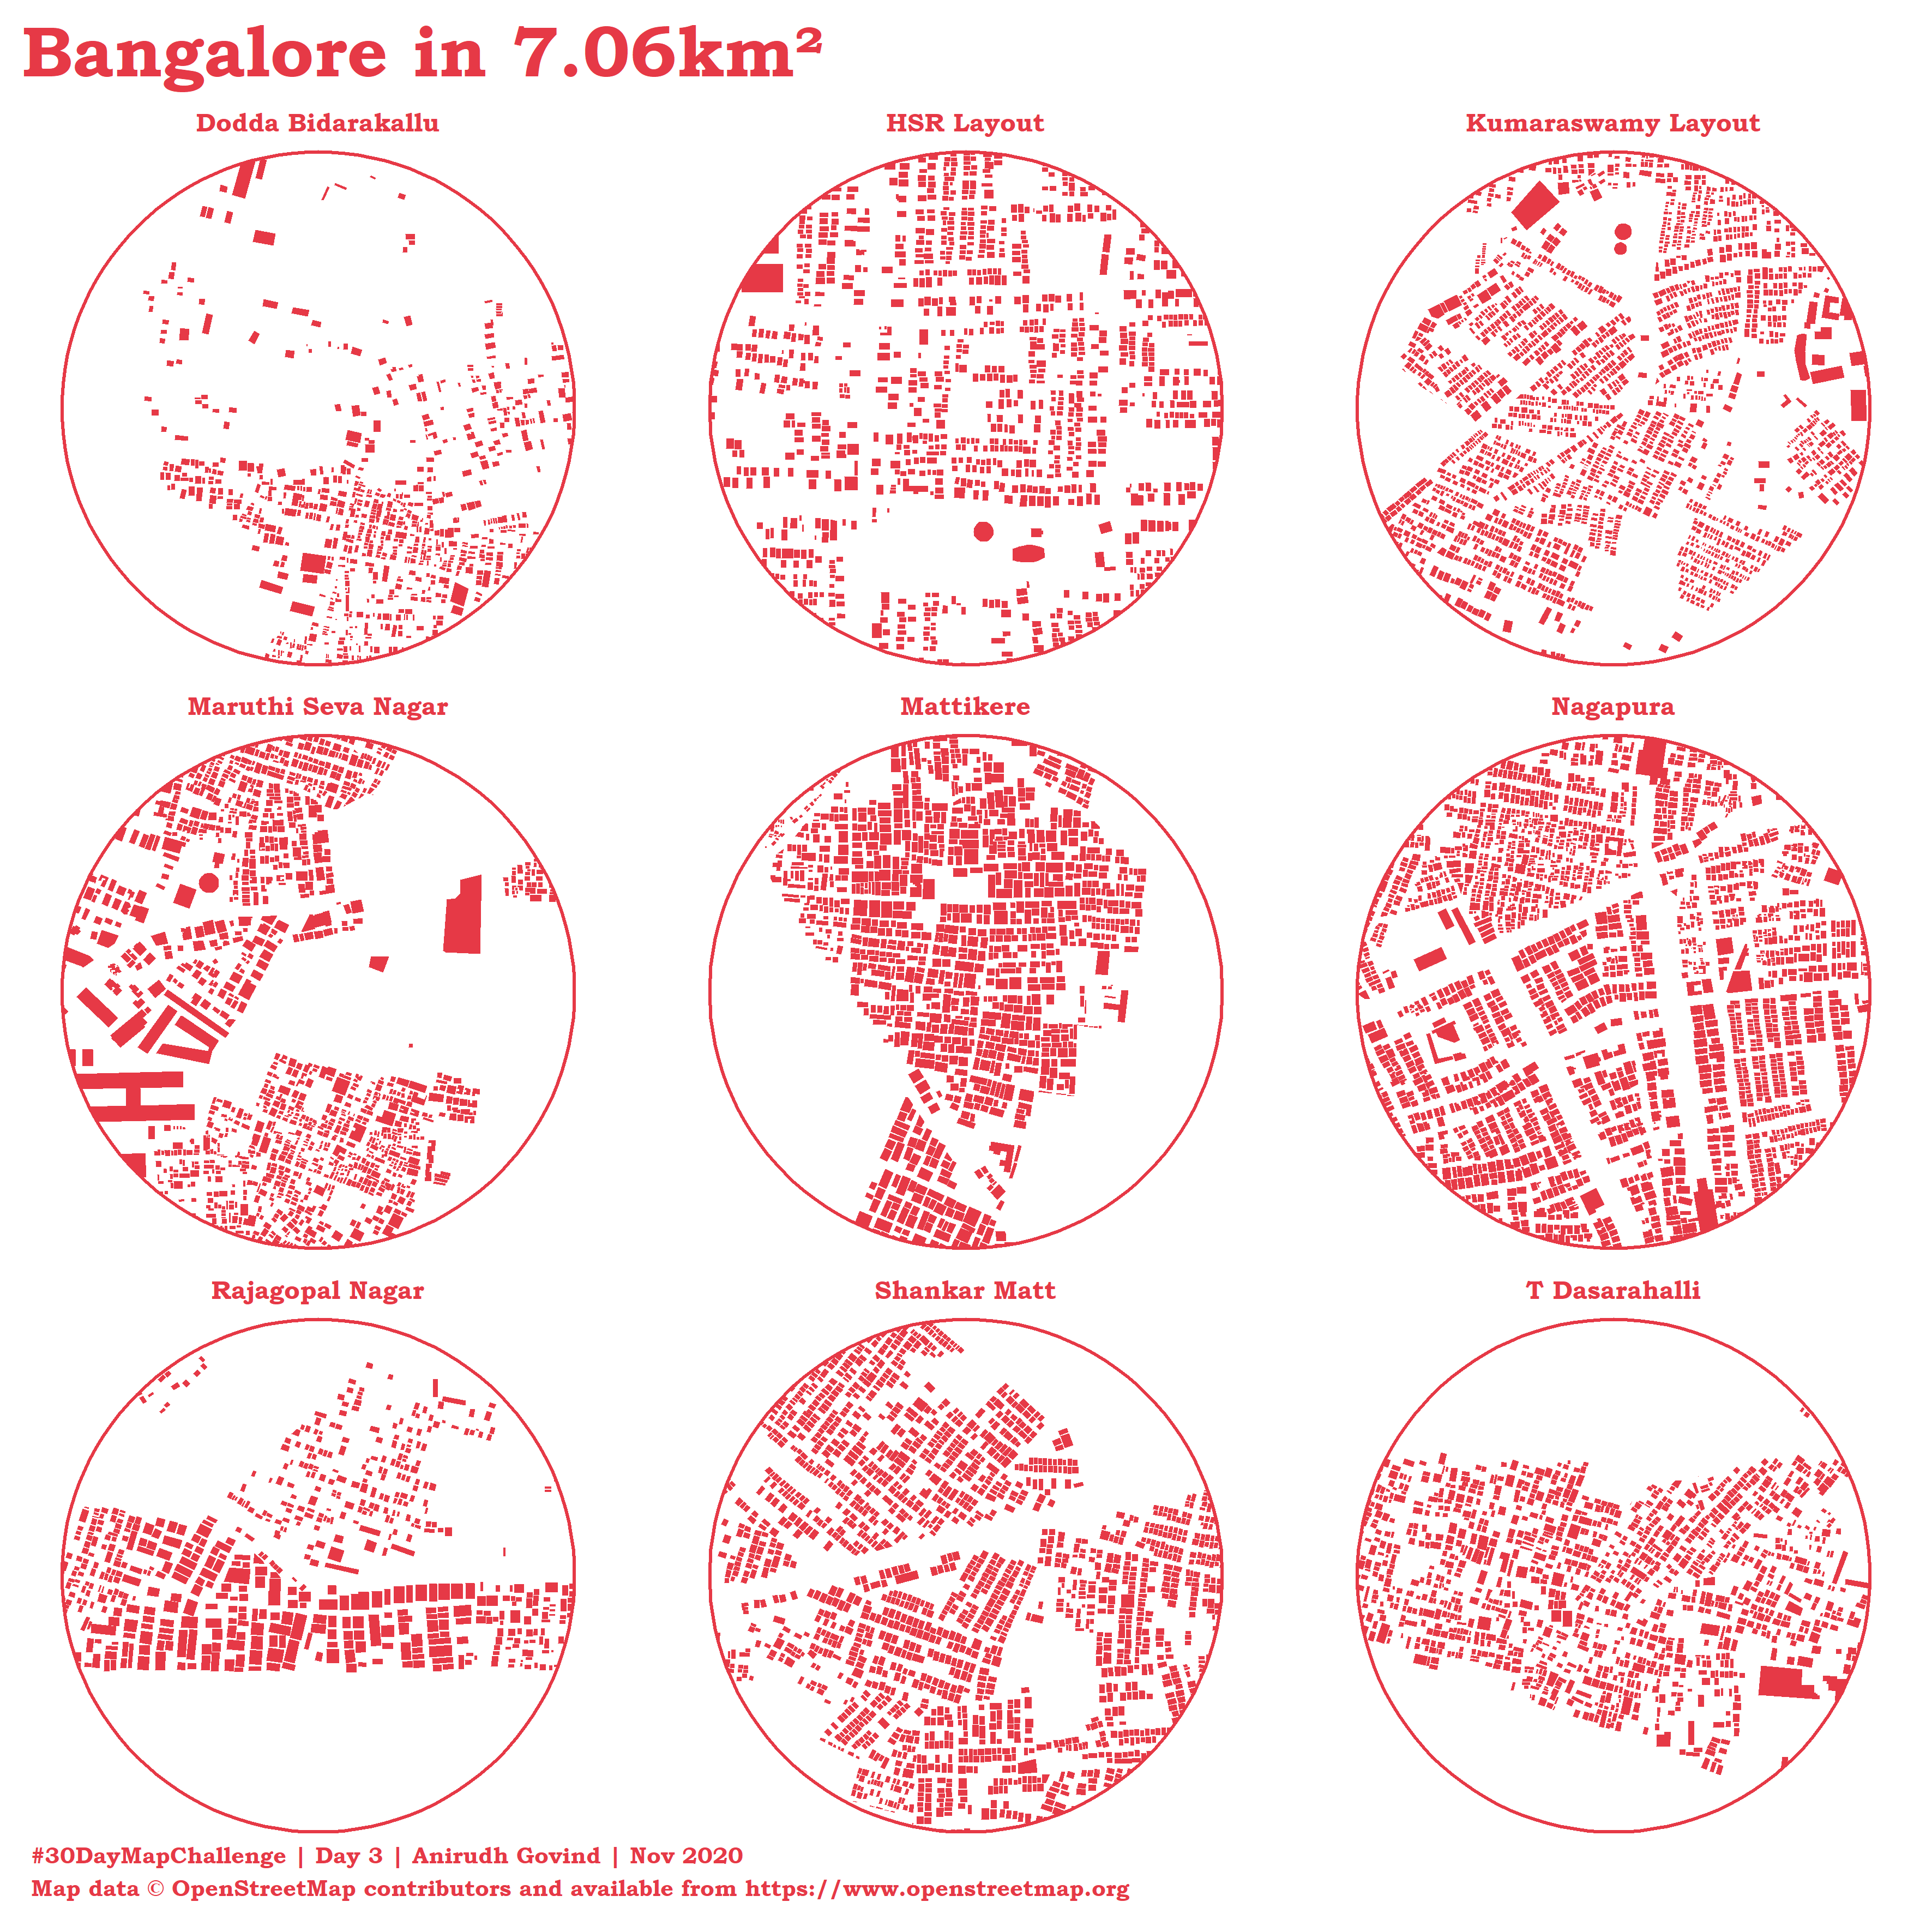 Bangalore in 7.06km²
Dodda Bidarakallu
HSR Layout
Kumaraswamy Layout
Maruthi Seva Nagar
Mattikere
Nagapura
Rajagopal Nagar
Shankar Matt
T Dasarahalli
#30DayMapChallenge | Day 3 | Anirudh Govind | Nov 2020
Map data © OpenStreetMap contributors and available from https://www.openstreetmap.org